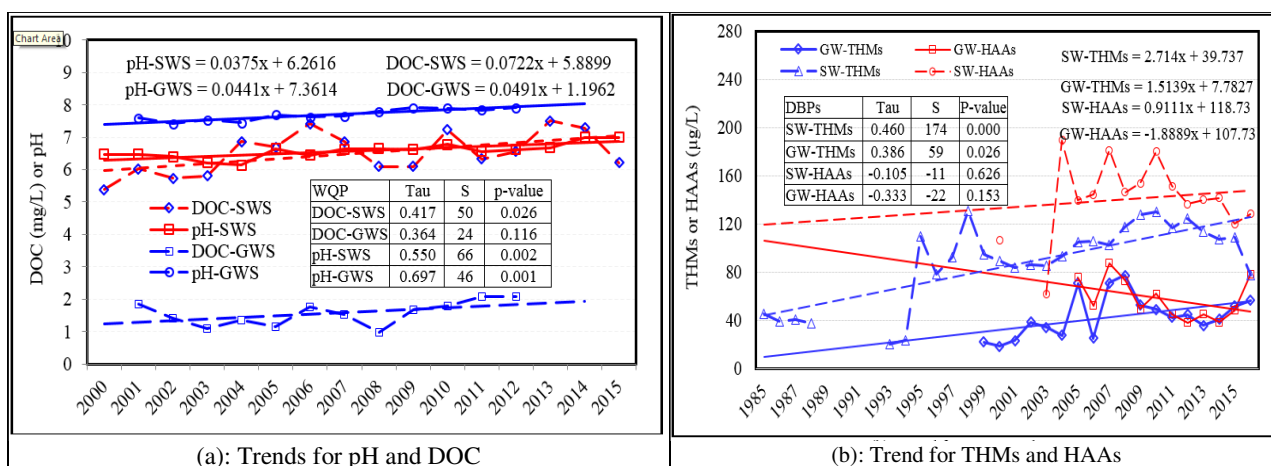 Chart Area
10
9
8
7
6
5
4
3
2
1
0
DOC (mg/L) or pH
pH-SWS = 0.0375x + 6.2616
DOC-SWS = 0.0722x + 5.8899
pH-GWS = 0.0441x + 7.3614
DOC-GWS = 0.0491x + 1.1962
DOC-SWS
pH-SWS
DOC-GWS
pH-GWS
WQP Tau S p-value
DOC-SWS 0.417 50 0.026
DOC-GWS 0.364 24 0.116
pH-SWS 0.550 66 0.002
pH-GWS 0.697 46 0.001
2000 2001 2002 2003 2004 2005 2006 2007 2008 2009 2010 2011 2012 2013 2014 2015
(a): Trends for pH and DOC
280
240
200
160
120
80
40
0
THMs or HAAs (µg/L)
GW-THMs
GW-HAAs
SW-THMs
SW-HAAs
SW-THMs = 2.714x + 39.737
GW-THMs = 1.5139x + 7.7827
SW-HAAs = 0.9111x + 118.73
GW-HAAs = -1.8889x + 107.73
DBPs Tau S P-value
SW-THMs 0.460 174 0.000
GW-THMs 0.386 59 0.026
SW-HAAs -0.105 -11 0.626
GW-HAAs -0.333 -22 0.153
1985 1987 1989 1991 1993 1995 1997 1999 2001 2003 2005 2007 2009 2011 2013 2015
(b): Trend for THMs and HAAs